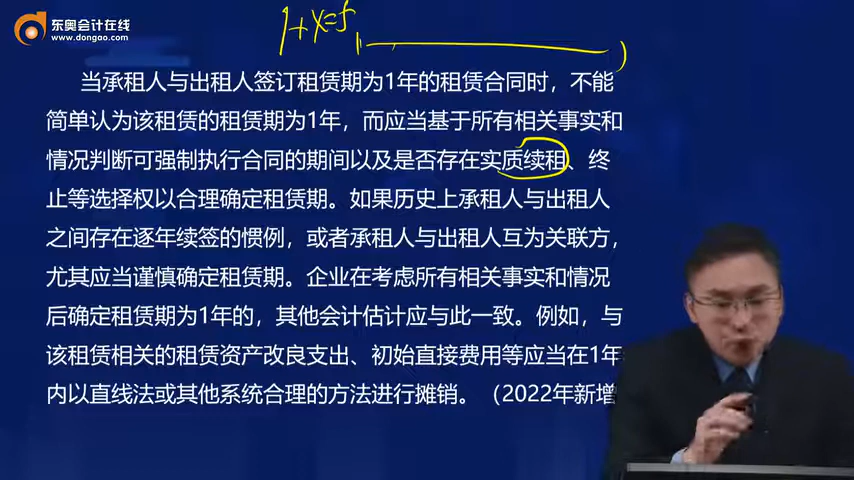 东奥会计在线
www.dongao.com
1+x=5
当承租人与出租人签订租赁期为1年的租赁合同时，不能
简单认为该租赁的租赁期为1年，而应当基于所有相关事实和
情况判断可强制执行合同的期间以及是否存在实质续租、终
止等选择权以合理确定租赁期。如果历史上承租人与出租人
之间存在逐年续签的惯例，或者承租人与出租人互为关联方，
尤其应当谨慎确定租赁期。企业在考虑所有相关事实和情况
后确定租赁期为1年的，其他会计估计应与此一致。例如，与
该租赁相关的租赁资产改良支出、初始直接费用等应当在1年
内以直线法或其他系统合理的方法进行摊销。（2022年新增